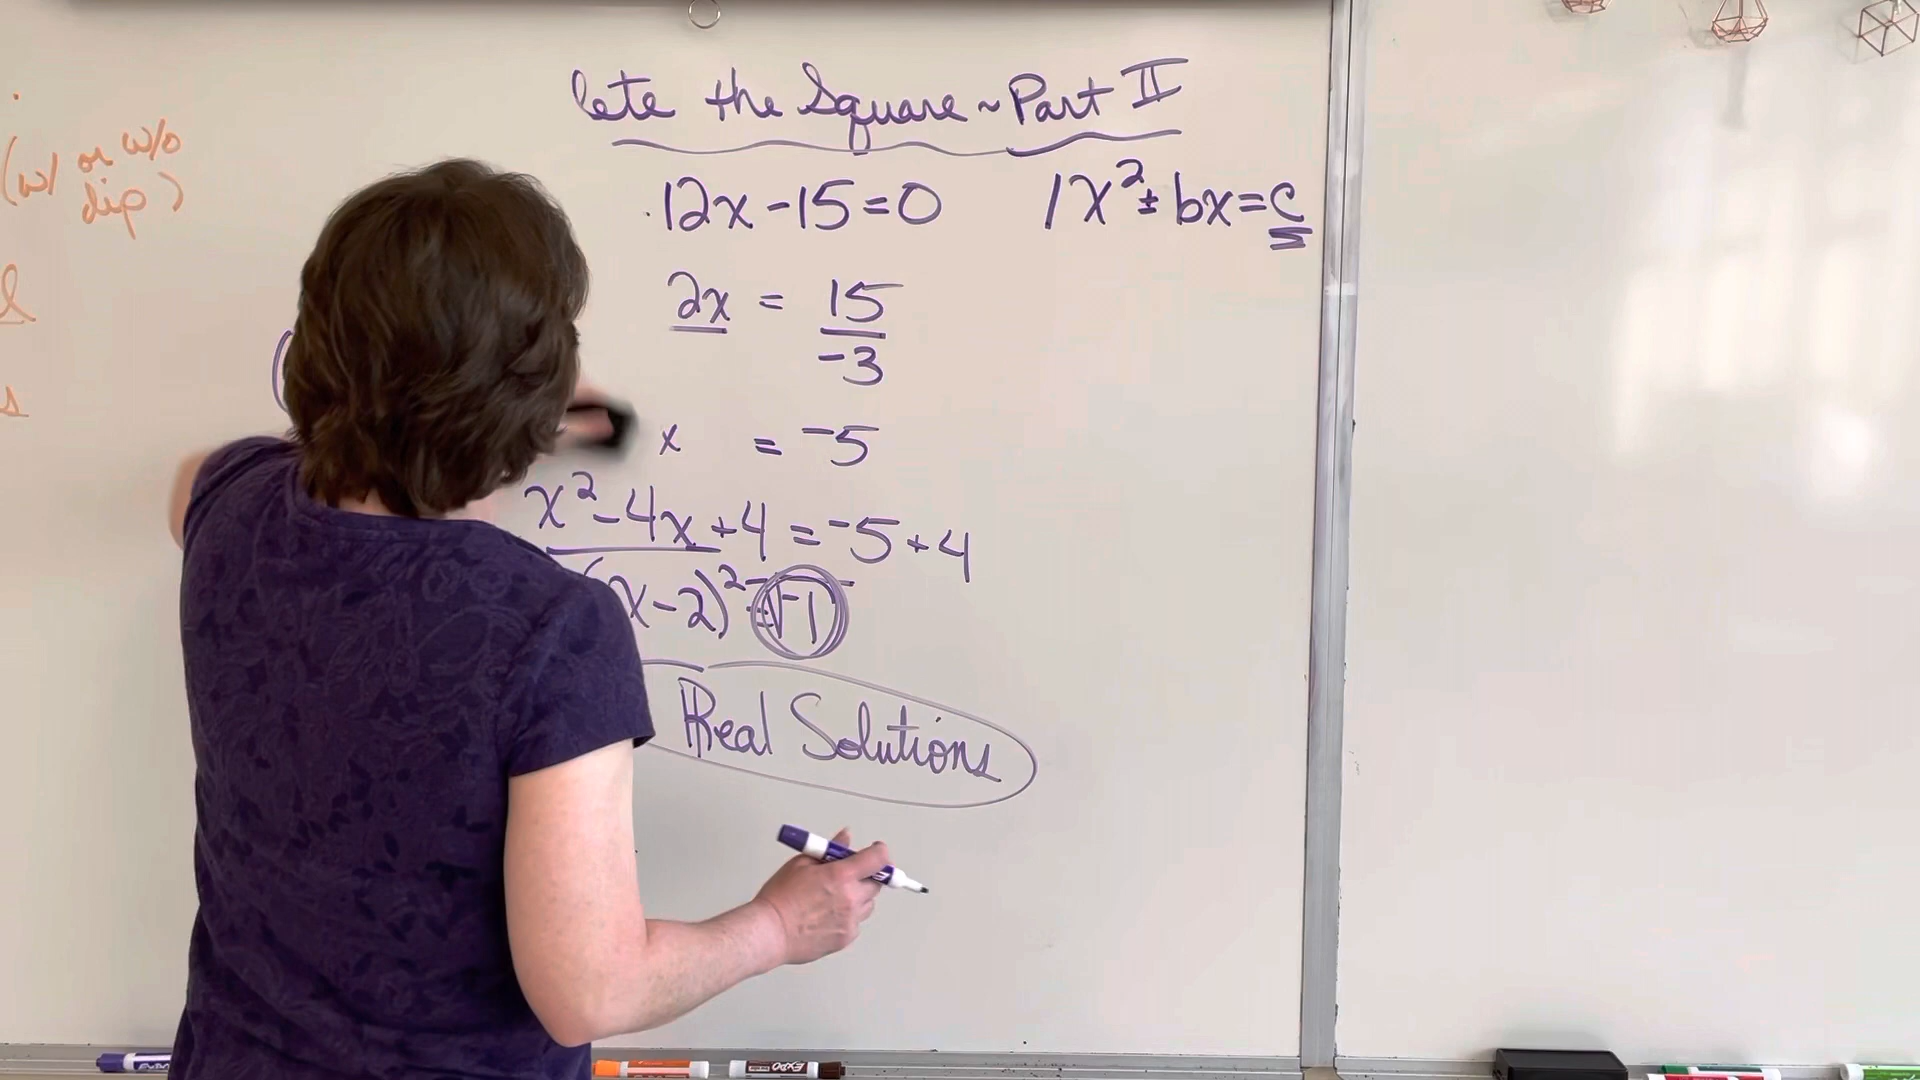 lete the Square ~ Part II
(w/ or w/o
dip)
12x - 15 = 0
1x² ± bx = c
2x = 15
-3
x = -5
x² - 4x + 4 = -5 + 4
(x - 2)² = √-1
Real Solutions
EXPO